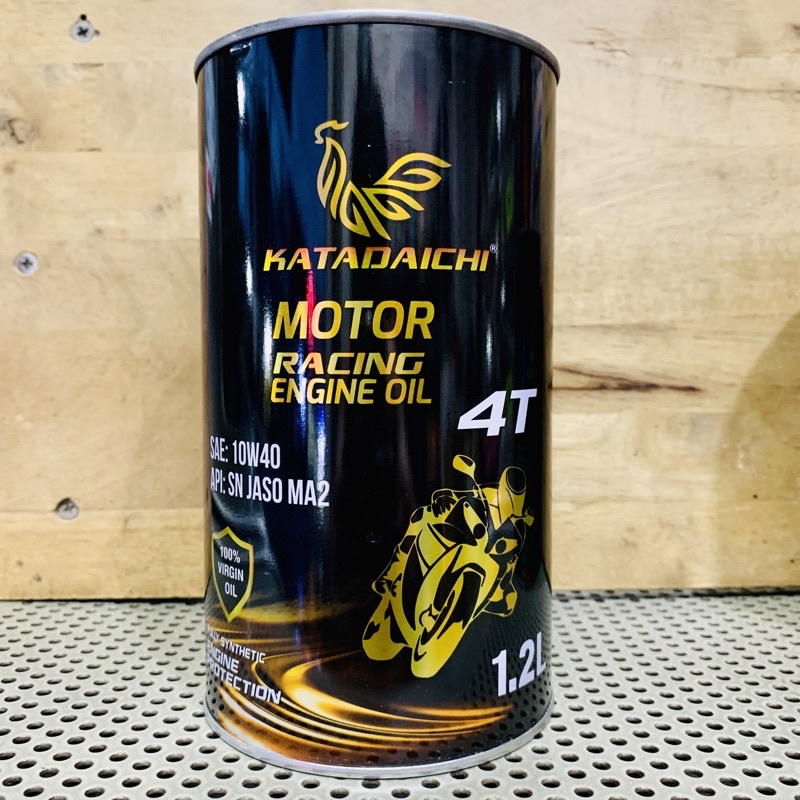 KATADAICHI®
MOTOR
RACING
ENGINE OIL
4T
SAE: 10W40
API: SN JASO MA2
100%
VIRGIN
OIL
SYNTHETIC
ENGINE
PROTECTION
1.2L